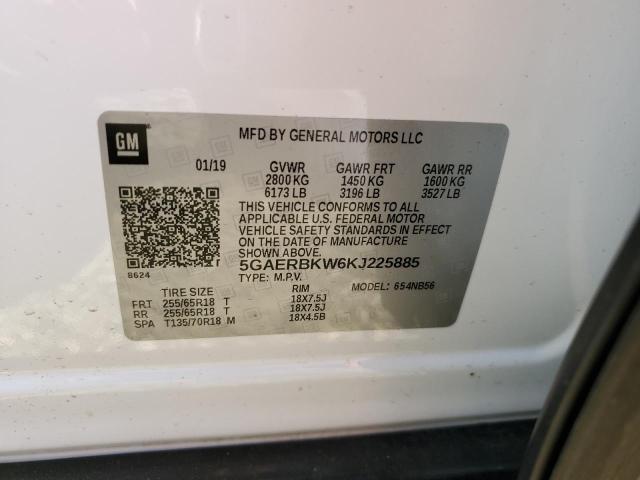 GM
MFD BY GENERAL MOTORS LLC
01/19 GVWR GAWR FRT GAWR RR
2800 KG 1450 KG 1600 KG
6173 LB 3196 LB 3527 LB
THIS VEHICLE CONFORMS TO ALL
APPLICABLE U.S. FEDERAL MOTOR
VEHICLE SAFETY STANDARDS IN EFFECT
ON THE DATE OF MANUFACTURE
SHOWN ABOVE.
8624
5GAERBKW6KJ225885
TYPE: M.P.V. 654NB56
TIRE SIZE RIM
FRT 255/65R18 T 18X7.5J
RR 255/65R18 T 18X7.5J
SPA T135/70R18 M 18X4.5B